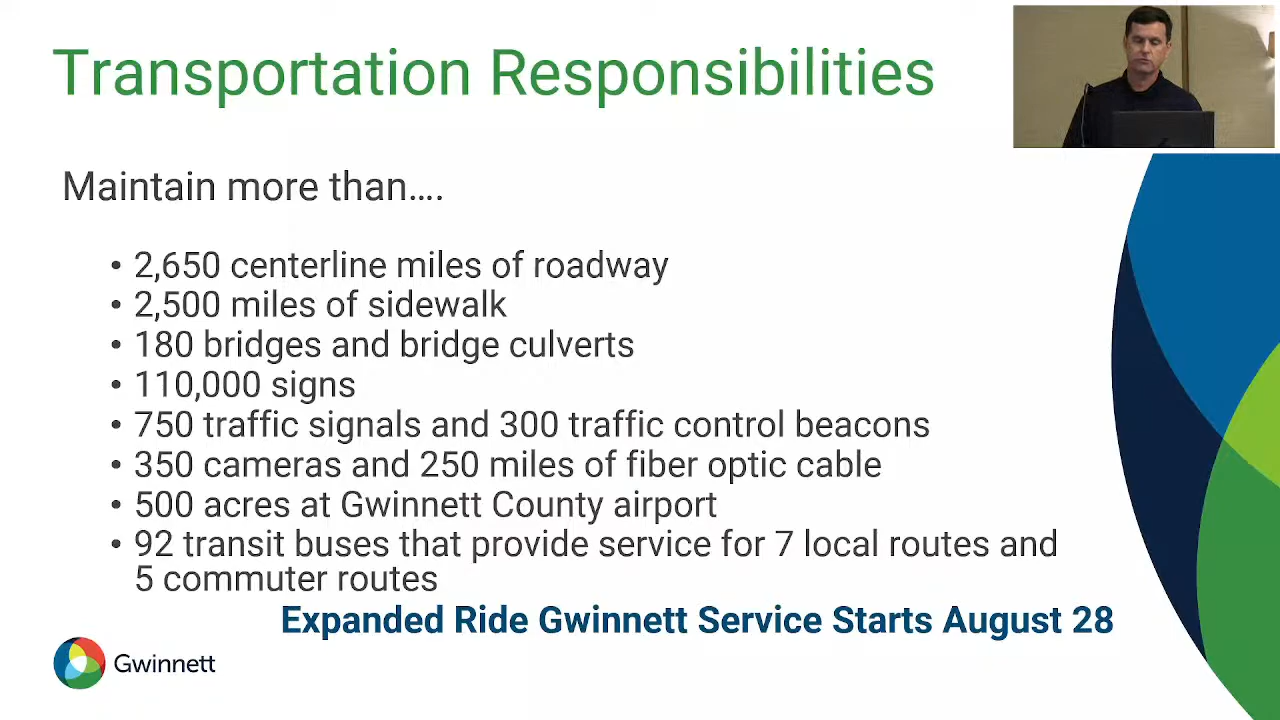 Transportation Responsibilities
Maintain more than….
• 2,650 centerline miles of roadway
• 2,500 miles of sidewalk
• 180 bridges and bridge culverts
• 110,000 signs
• 750 traffic signals and 300 traffic control beacons
• 350 cameras and 250 miles of fiber optic cable
• 500 acres at Gwinnett County airport
• 92 transit buses that provide service for 7 local routes and
5 commuter routes
Expanded Ride Gwinnett Service Starts August 28
Gwinnett